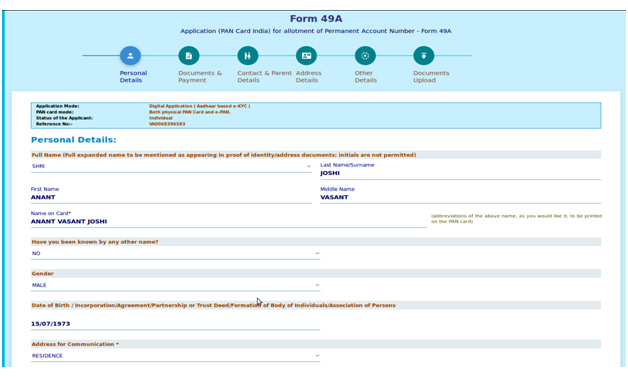 Form 49A
Application (PAN Card India) for allotment of Permanent Account Number - Form 49A
Personal Details
Documents & Payment
Contact & Parent Details
Address Details
Other Details
Documents Upload
Application Mode: Digital Application ( Aadhaar based e-KYC )
PAN card mode: Both physical PAN Card and e-PAN.
Status of the Applicant: Individual
Reference No:- VA0068396583
Personal Details:
Full Name (Full expanded name to be mentioned as appearing in proof of identity/address documents: initials are not permitted)
SHRI
Last Name/Surname
JOSHI
First Name
ANANT
Middle Name
VASANT
Name on Card*
ANANT VASANT JOSHI
(abbreviations of the above name, as you would like it, to be printed on the PAN card)
Have you been known by any other name?
NO
Gender
MALE
Date of Birth / Incorporation/Agreement/Partnership or Trust Deed/Formation of Body of Individuals/Association of Persons
15/07/1973
Address for Communication *
RESIDENCE